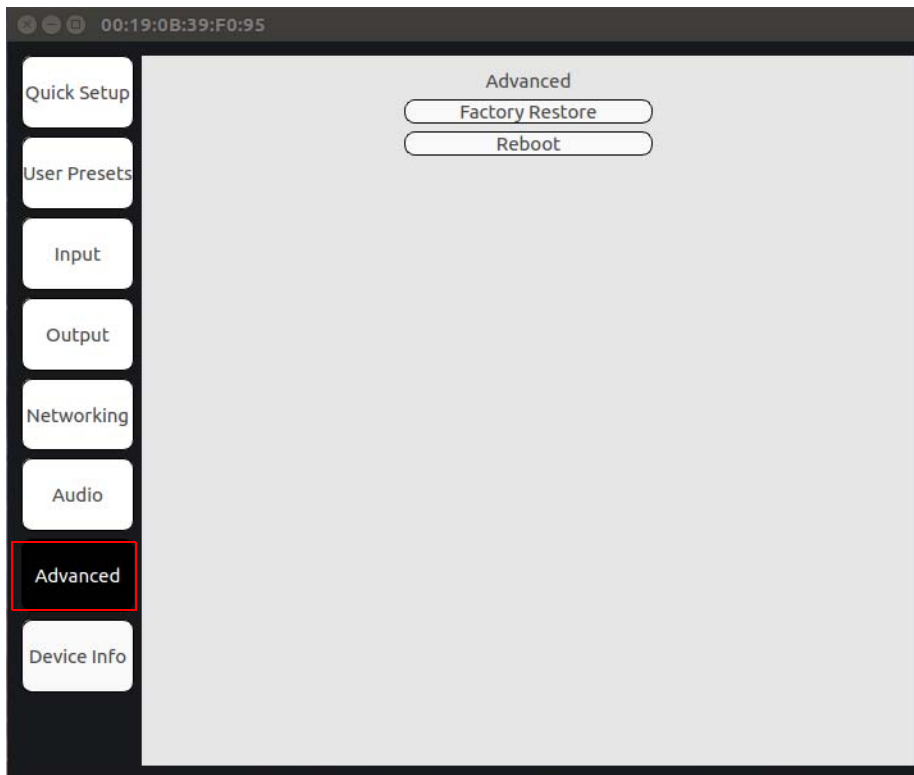 00:19:0B:39:F0:95
Quick Setup
User Presets
Input
Output
Networking
Audio
Advanced
Device Info
Advanced
Factory Restore
Reboot